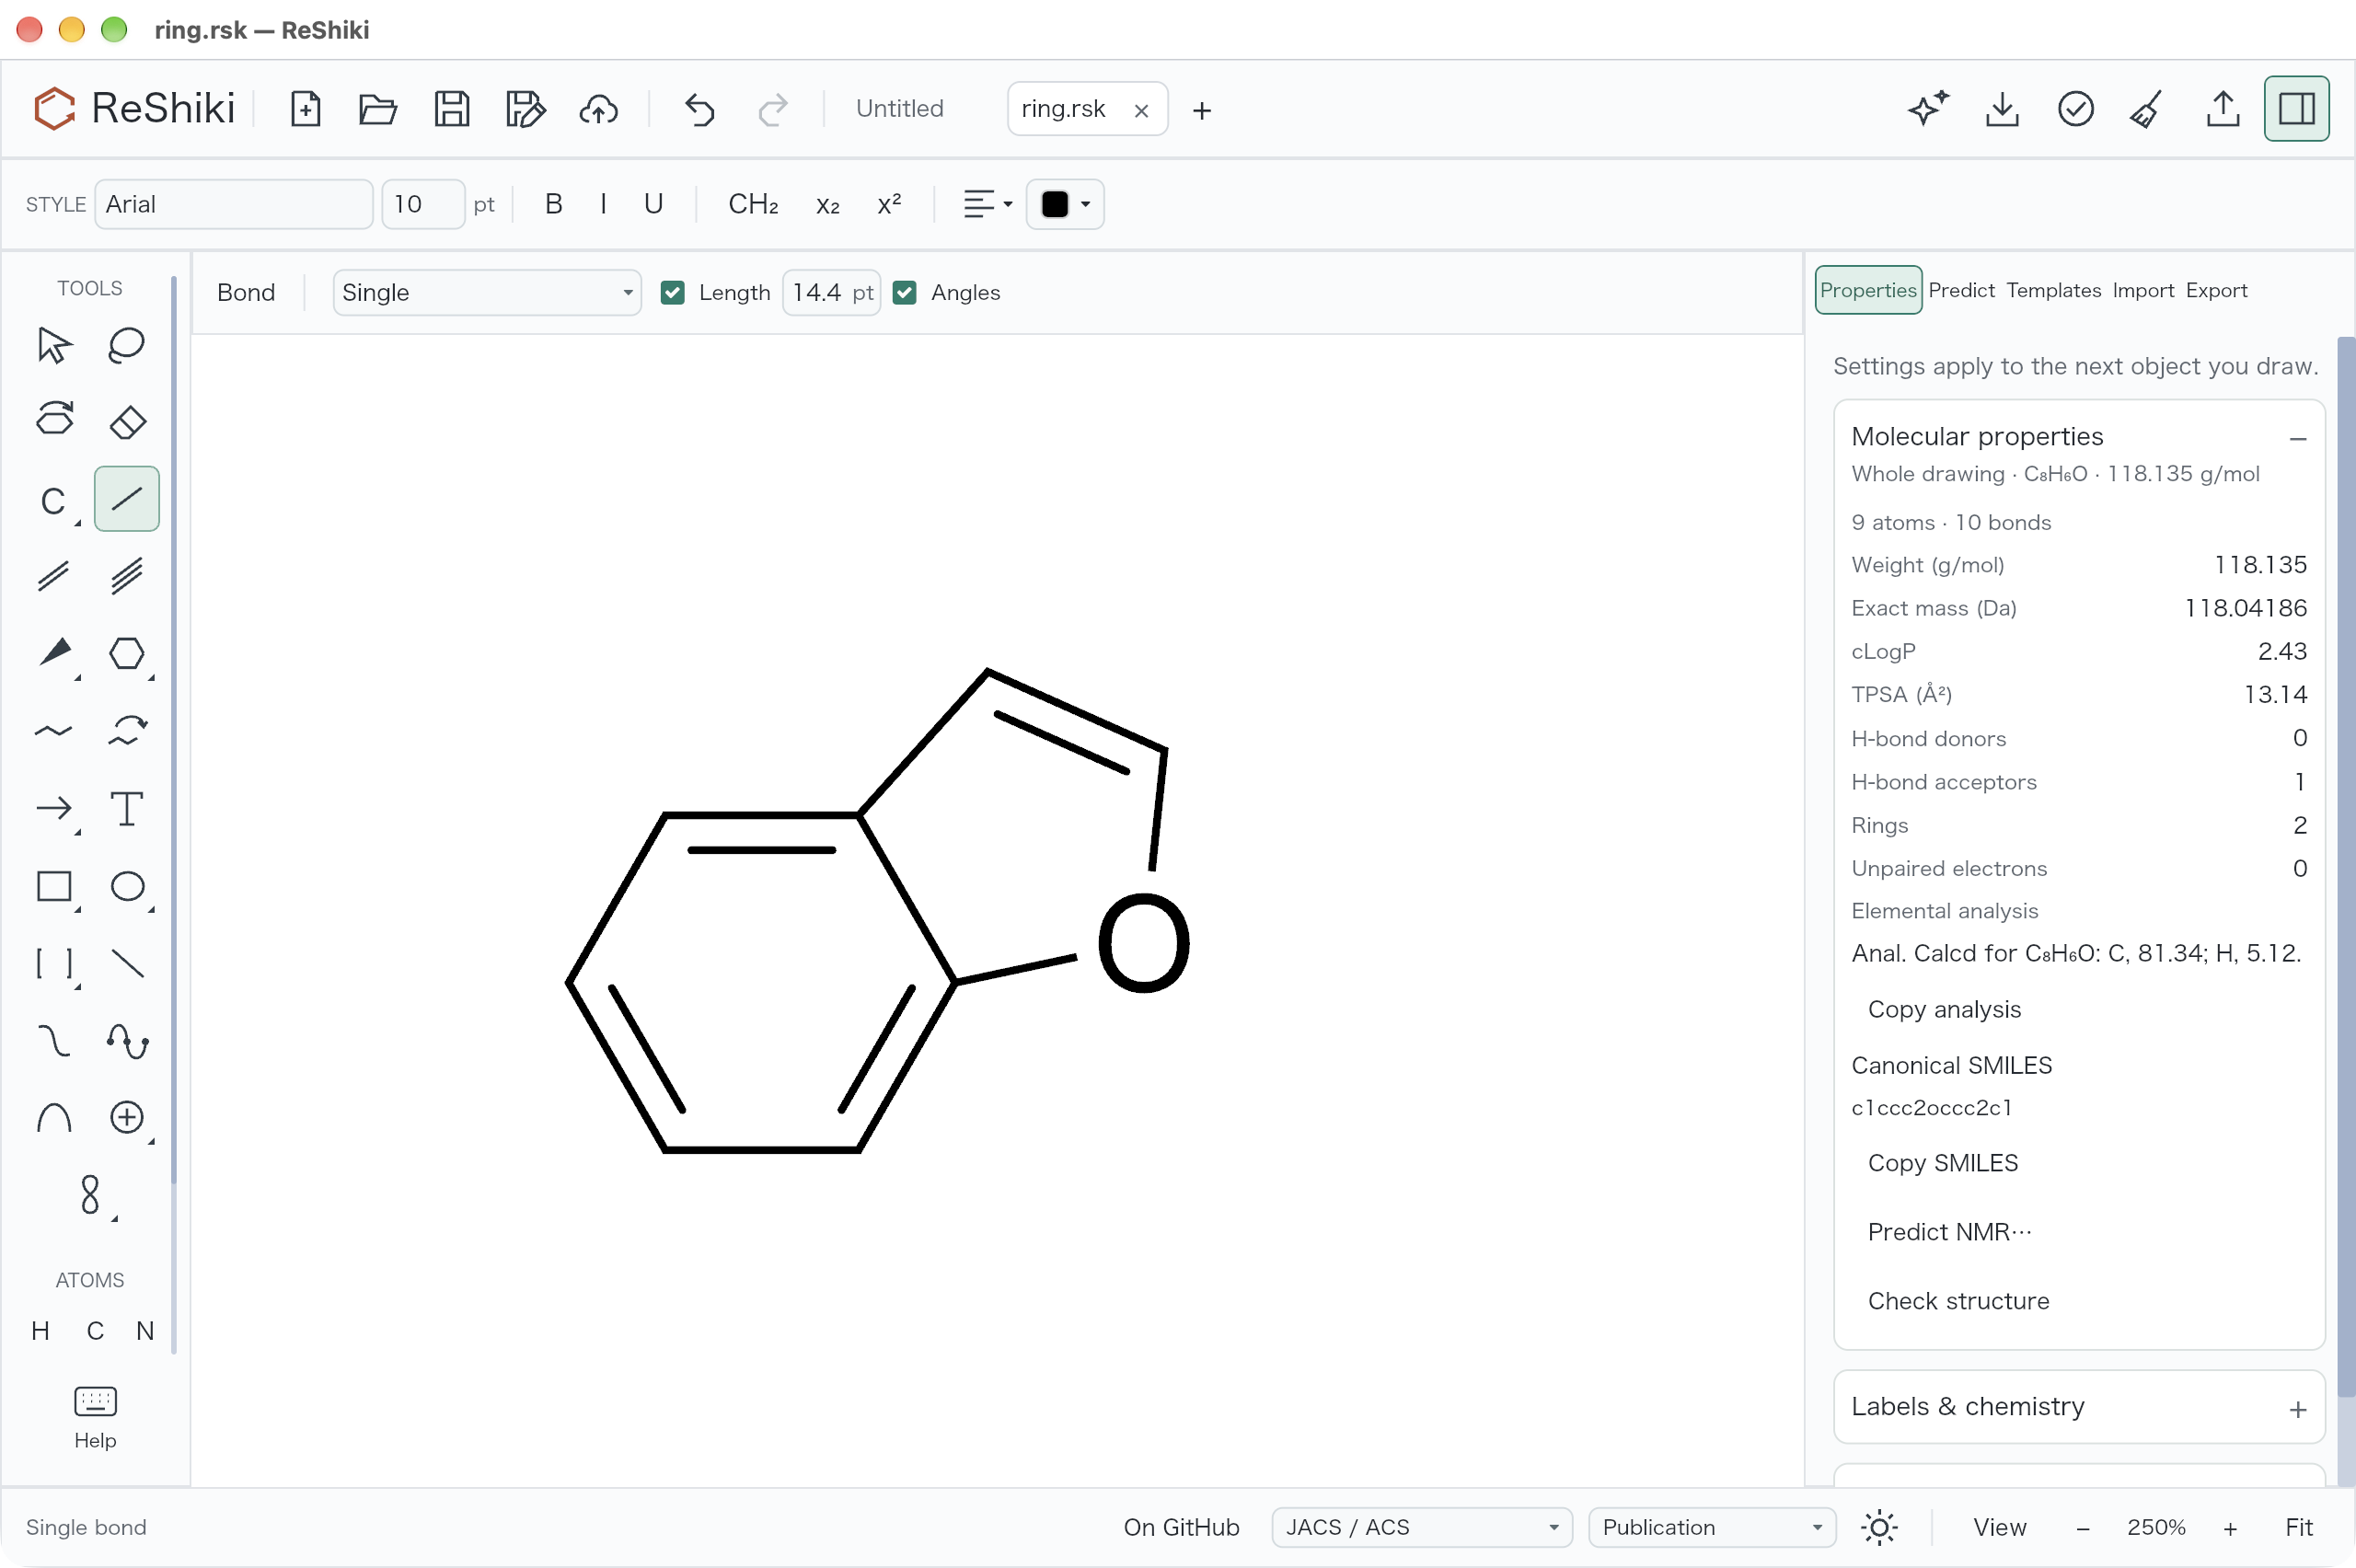 ring.rsk — ReShiki
ReShiki
Untitled
ring.rsk ×
+
STYLE Arial 10 pt B I U CH₂ x₂ x²
TOOLS
Bond Single Length 14.4 pt Angles
Properties Predict Templates Import Export
C
T
[ ]
Settings apply to the next object you draw.
Molecular properties −
Whole drawing · C₈H₆O · 118.135 g/mol
9 atoms · 10 bonds
Weight (g/mol) 118.135
Exact mass (Da) 118.04186
cLogP 2.43
TPSA (Å²) 13.14
H-bond donors 0
H-bond acceptors 1
Rings 2
Unpaired electrons 0
Elemental analysis
Anal. Calcd for C₈H₆O: C, 81.34; H, 5.12.
Copy analysis
Canonical SMILES
c1ccc2occc2c1
Copy SMILES
Predict NMR⋯
Check structure
Labels & chemistry +
O
ATOMS
H C N
Help
Single bond
On GitHub JACS / ACS Publication View − 250% + Fit